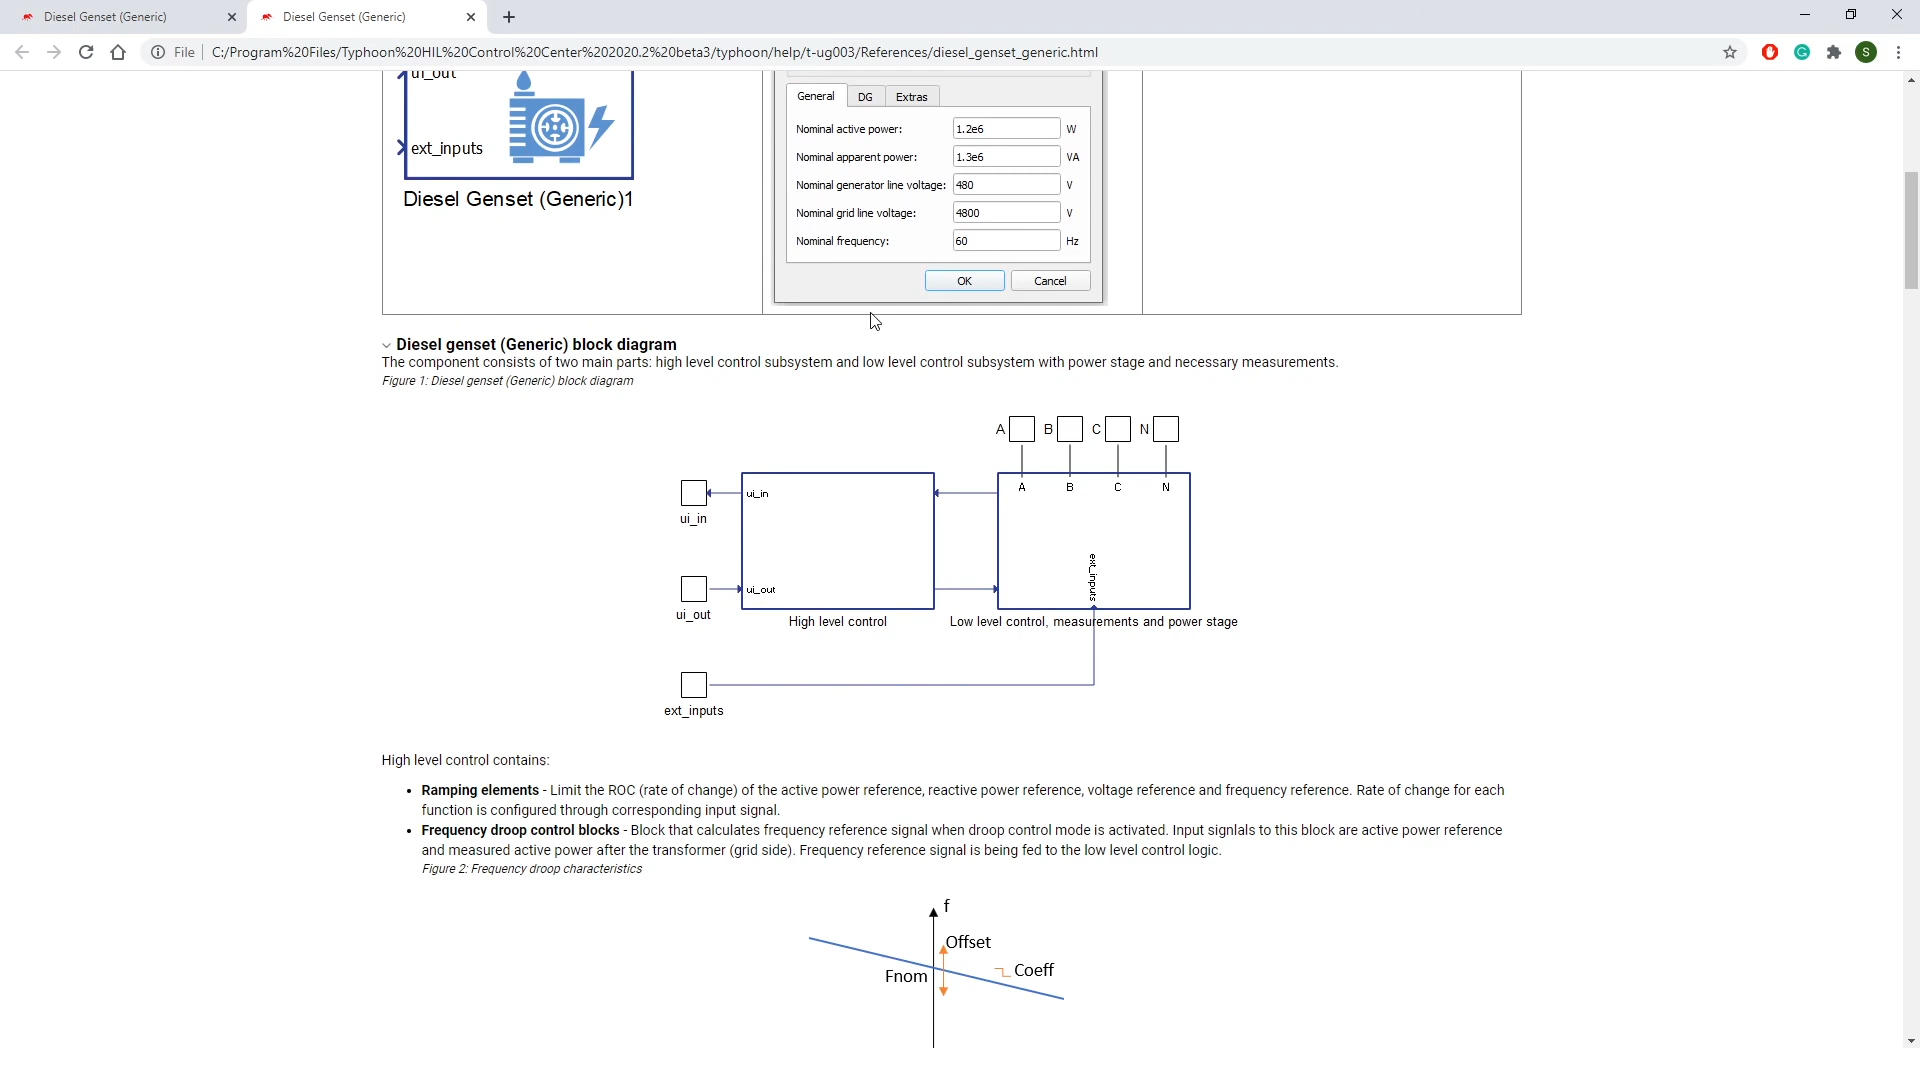 Diesel Genset (Generic)
Diesel Genset (Generic)
File
C:/Program%20Files/Typhoon%20HIL%20Control%20Center%202020.2%20beta3/typhoon/help/t-ug003/References/diesel_genset_generic.html
S
ui_out
ext_inputs
Diesel Genset (Generic)1
General DG Extras
Nominal active power: 1.2e6 W
Nominal apparent power: 1.3e6 VA
Nominal generator line voltage: 480 V
Nominal grid line voltage: 4800 V
Nominal frequency: 60 Hz
OK Cancel
Diesel genset (Generic) block diagram
The component consists of two main parts: high level control subsystem and low level control subsystem with power stage and necessary measurements.
Figure 1: Diesel genset (Generic) block diagram
A B C N
A B C N
ui_in
ui_in
ext_inputs
ui_out
ui_out
High level control
Low level control, measurements and power stage
ext_inputs
High level control contains:
• Ramping elements - Limit the ROC (rate of change) of the active power reference, reactive power reference, voltage reference and frequency reference. Rate of change for each
function is configured through corresponding input signal.
• Frequency droop control blocks - Block that calculates frequency reference signal when droop control mode is activated. Input signlals to this block are active power reference
and measured active power after the transformer (grid side). Frequency reference signal is being fed to the low level control logic.
Figure 2: Frequency droop characteristics
f
Offset
Fnom
Coeff